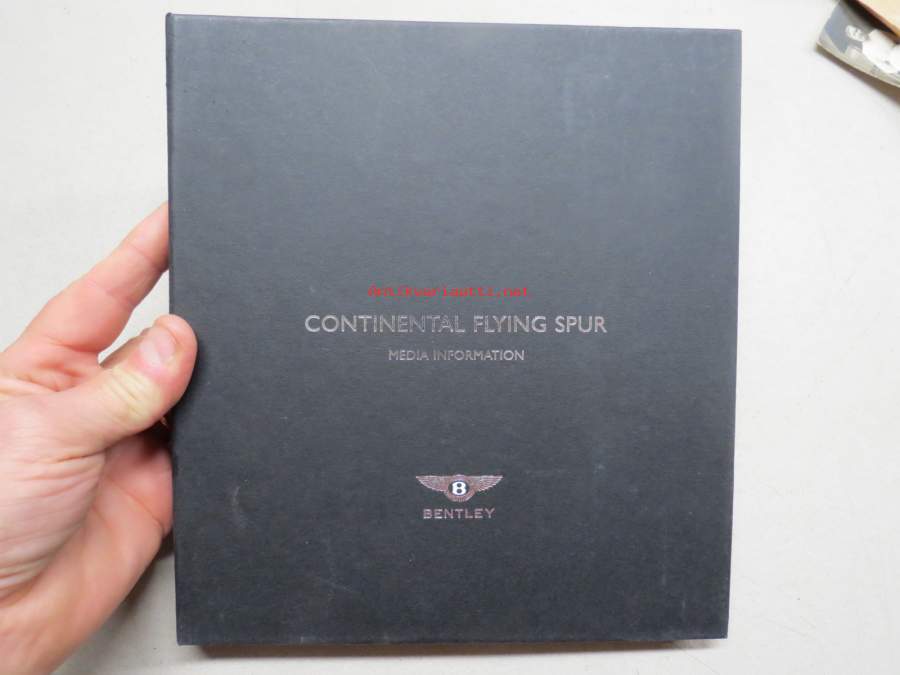 antikvariaatti.net
CONTINENTAL FLYING SPUR
MEDIA INFORMATION
B
BENTLEY